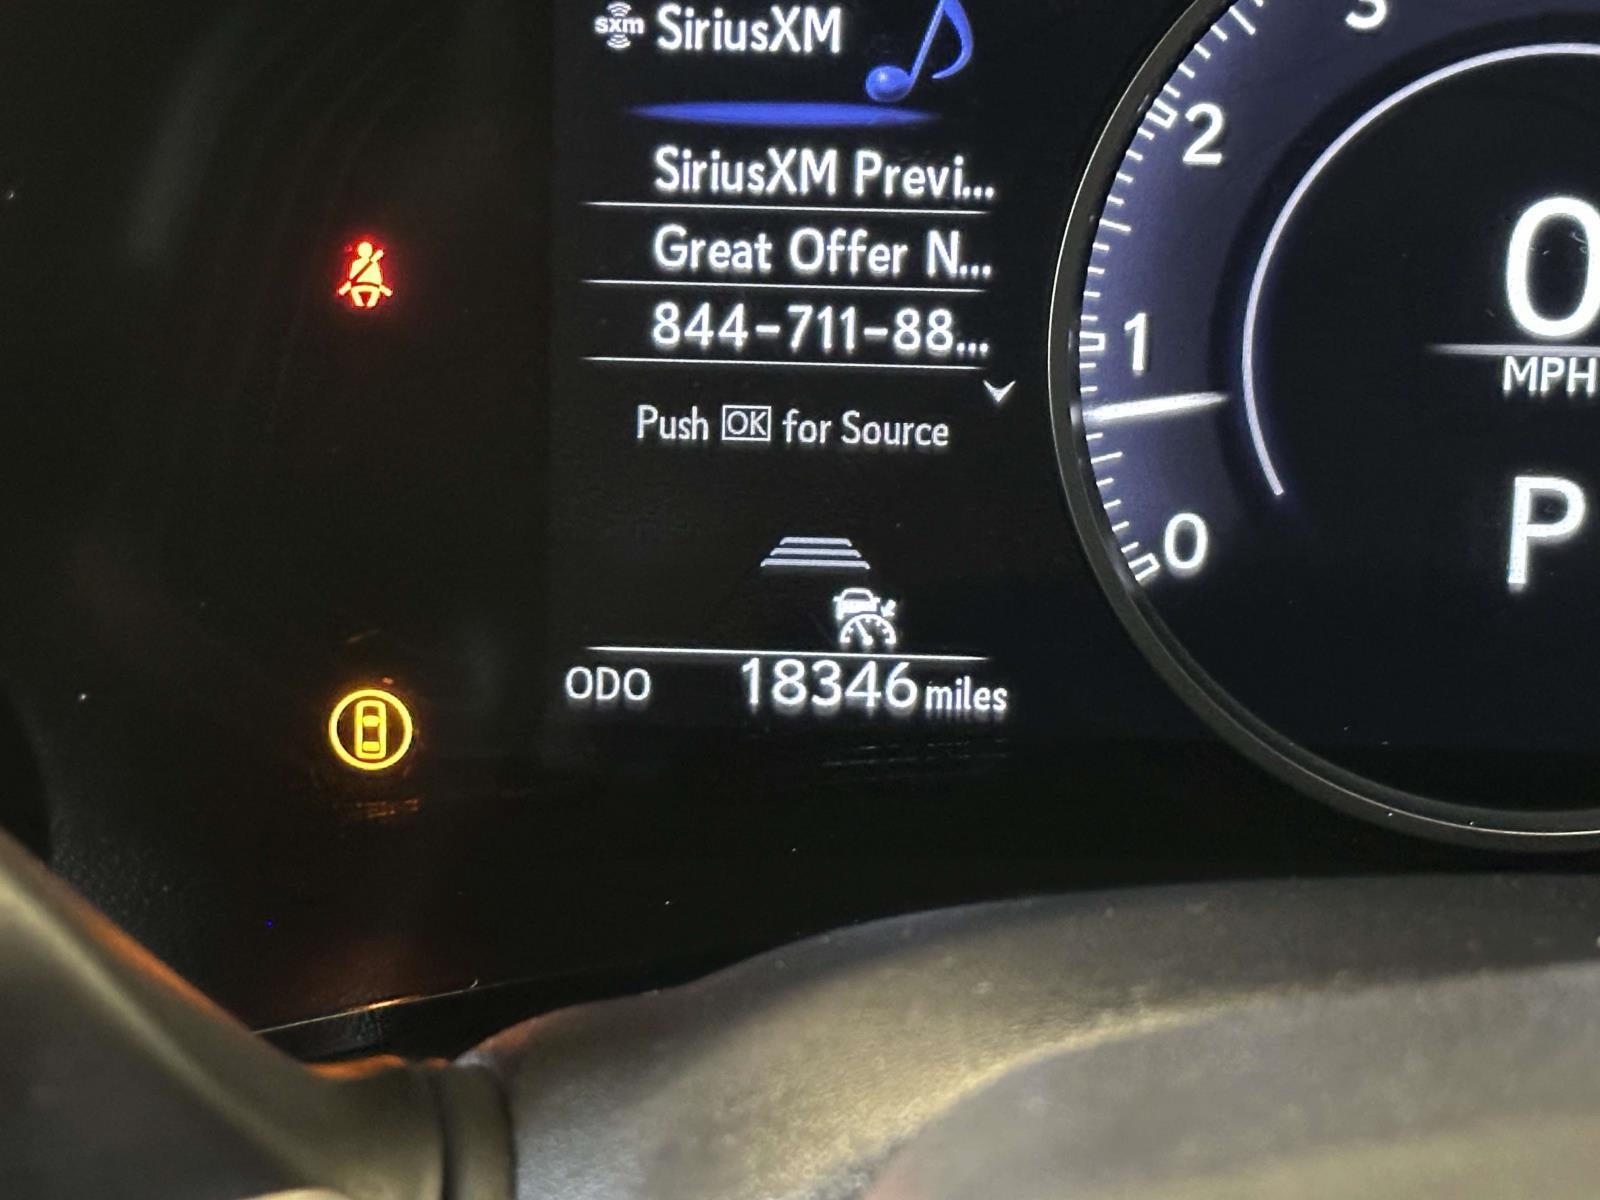 sxm SiriusXM
SiriusXM Previ...
Great Offer N...
844-711-88...
Push OK for Source
ODO 18346 miles
3
2
1
0
0
MPH
P